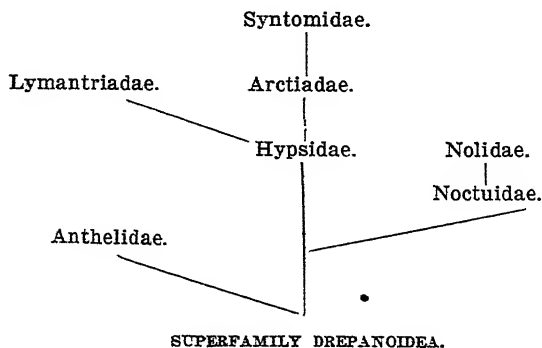 Syntomidae.
Lymantriadae. Arctiadae.
Hypsidae. Nolidae.
Noctuidae.
Anthelidae.
SUPERFAMILY DREPANOIDEA.